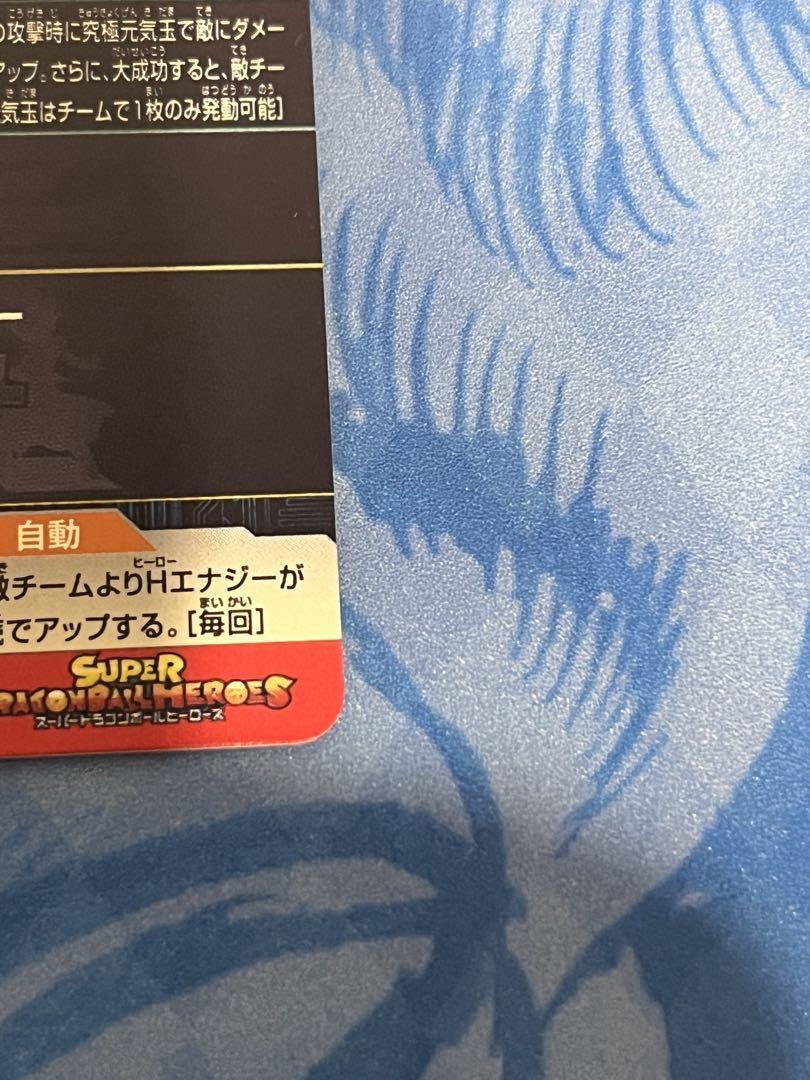 の攻撃時に究極元気玉で敵にダメー
アップ。さらに、大成功すると、敵チー
気玉はチームで1枚のみ発動可能]
自動
敵チームよりHエナジーが
でアップする。[毎回]
SUPER
DRAGONBALL HEROES
スーパードラゴンボールヒーローズ